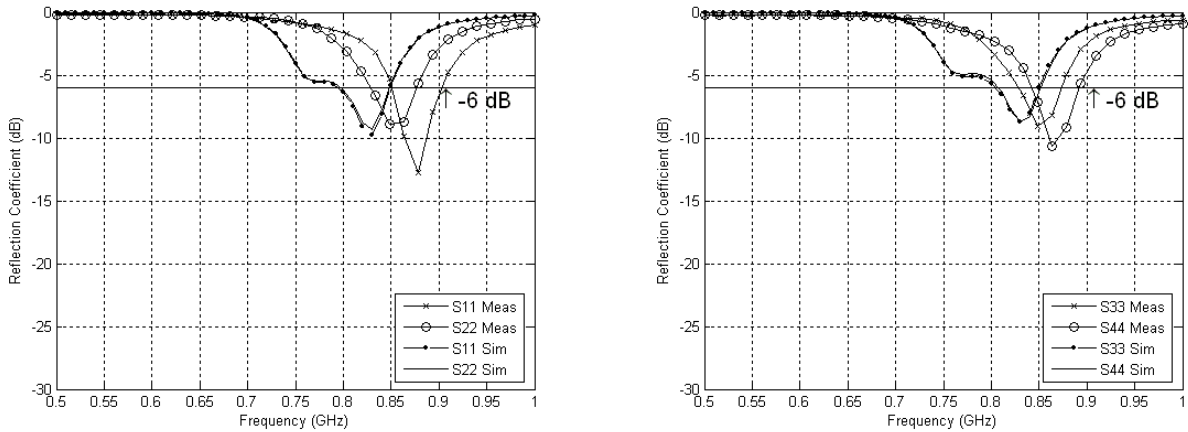 0
-5
-10
-15
-20
-25
-30
Reflection Coefficient (dB)
↑ -6 dB
S11 Meas
S22 Meas
S11 Sim
S22 Sim
0.5 0.55 0.6 0.65 0.7 0.75 0.8 0.85 0.9 0.95 1
Frequency (GHz)
0
-5
-10
-15
-20
-25
-30
Reflection Coefficient (dB)
↑ -6 dB
S33 Meas
S44 Meas
S33 Sim
S44 Sim
0.5 0.55 0.6 0.65 0.7 0.75 0.8 0.85 0.9 0.95 1
Frequency (GHz)